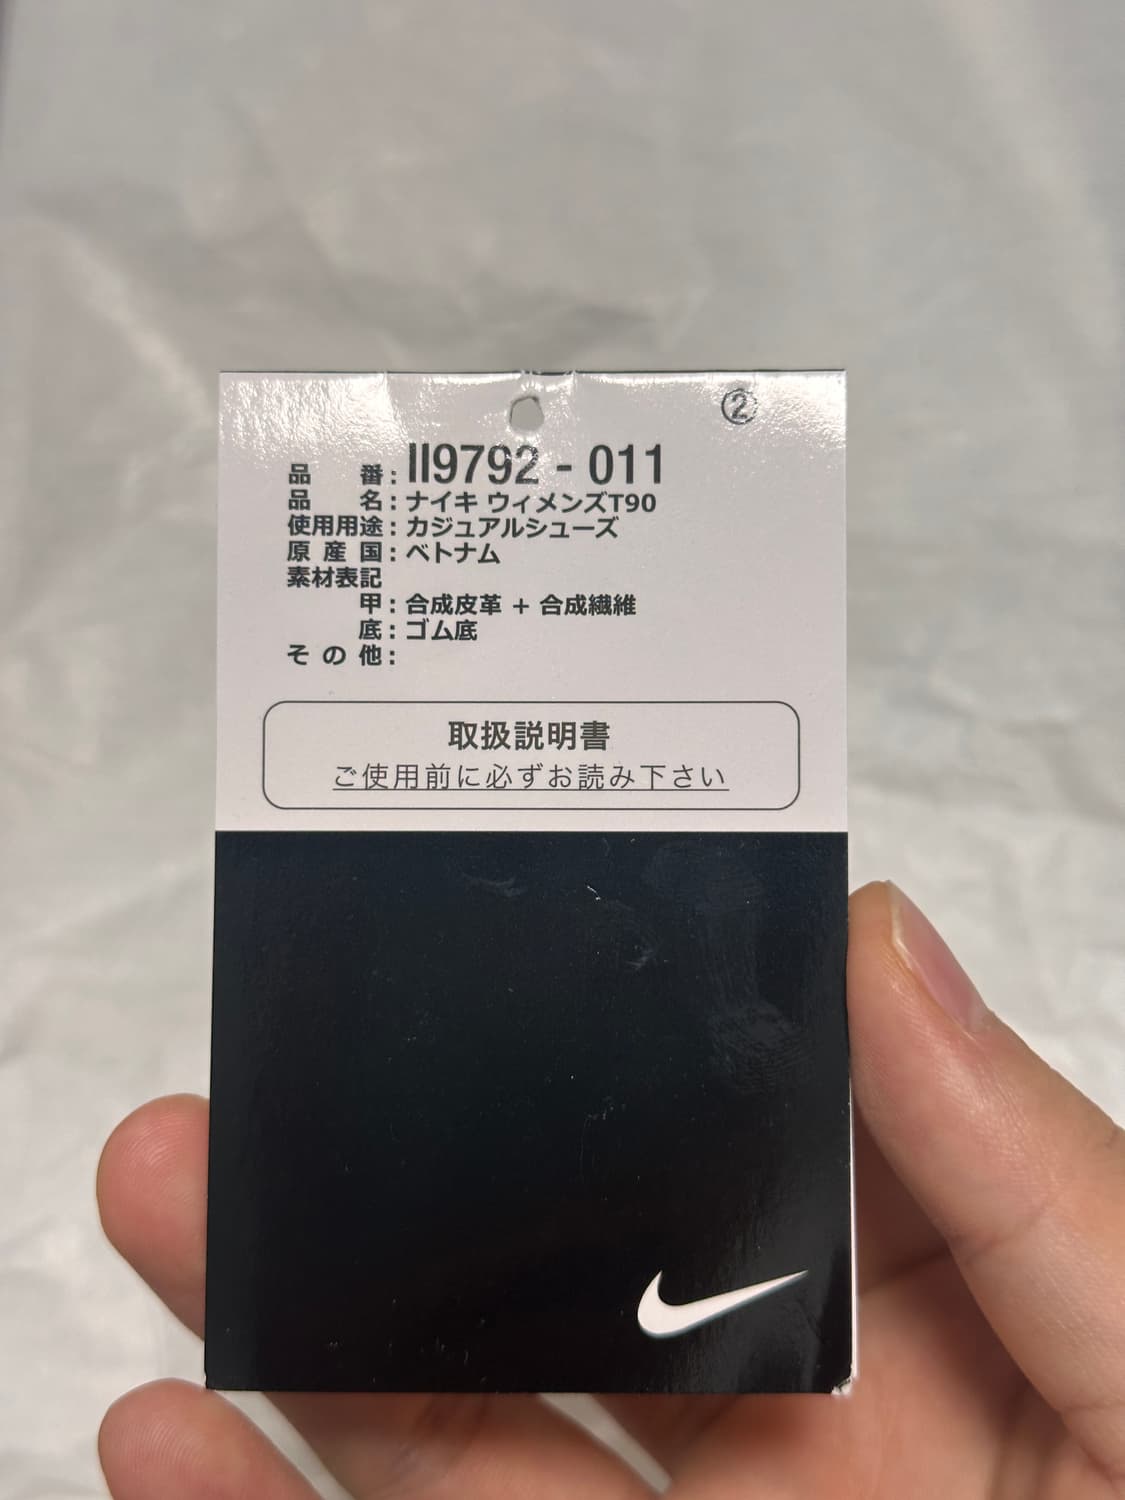 ②
品番:II9792-011
品名:ナイキ ウィメンズT90
使用用途:カジュアルシューズ
原産国:ベトナム
素材表記
甲:合成皮革 + 合成繊維
底:ゴム底
その他:
取扱説明書
ご使用前に必ずお読み下さい